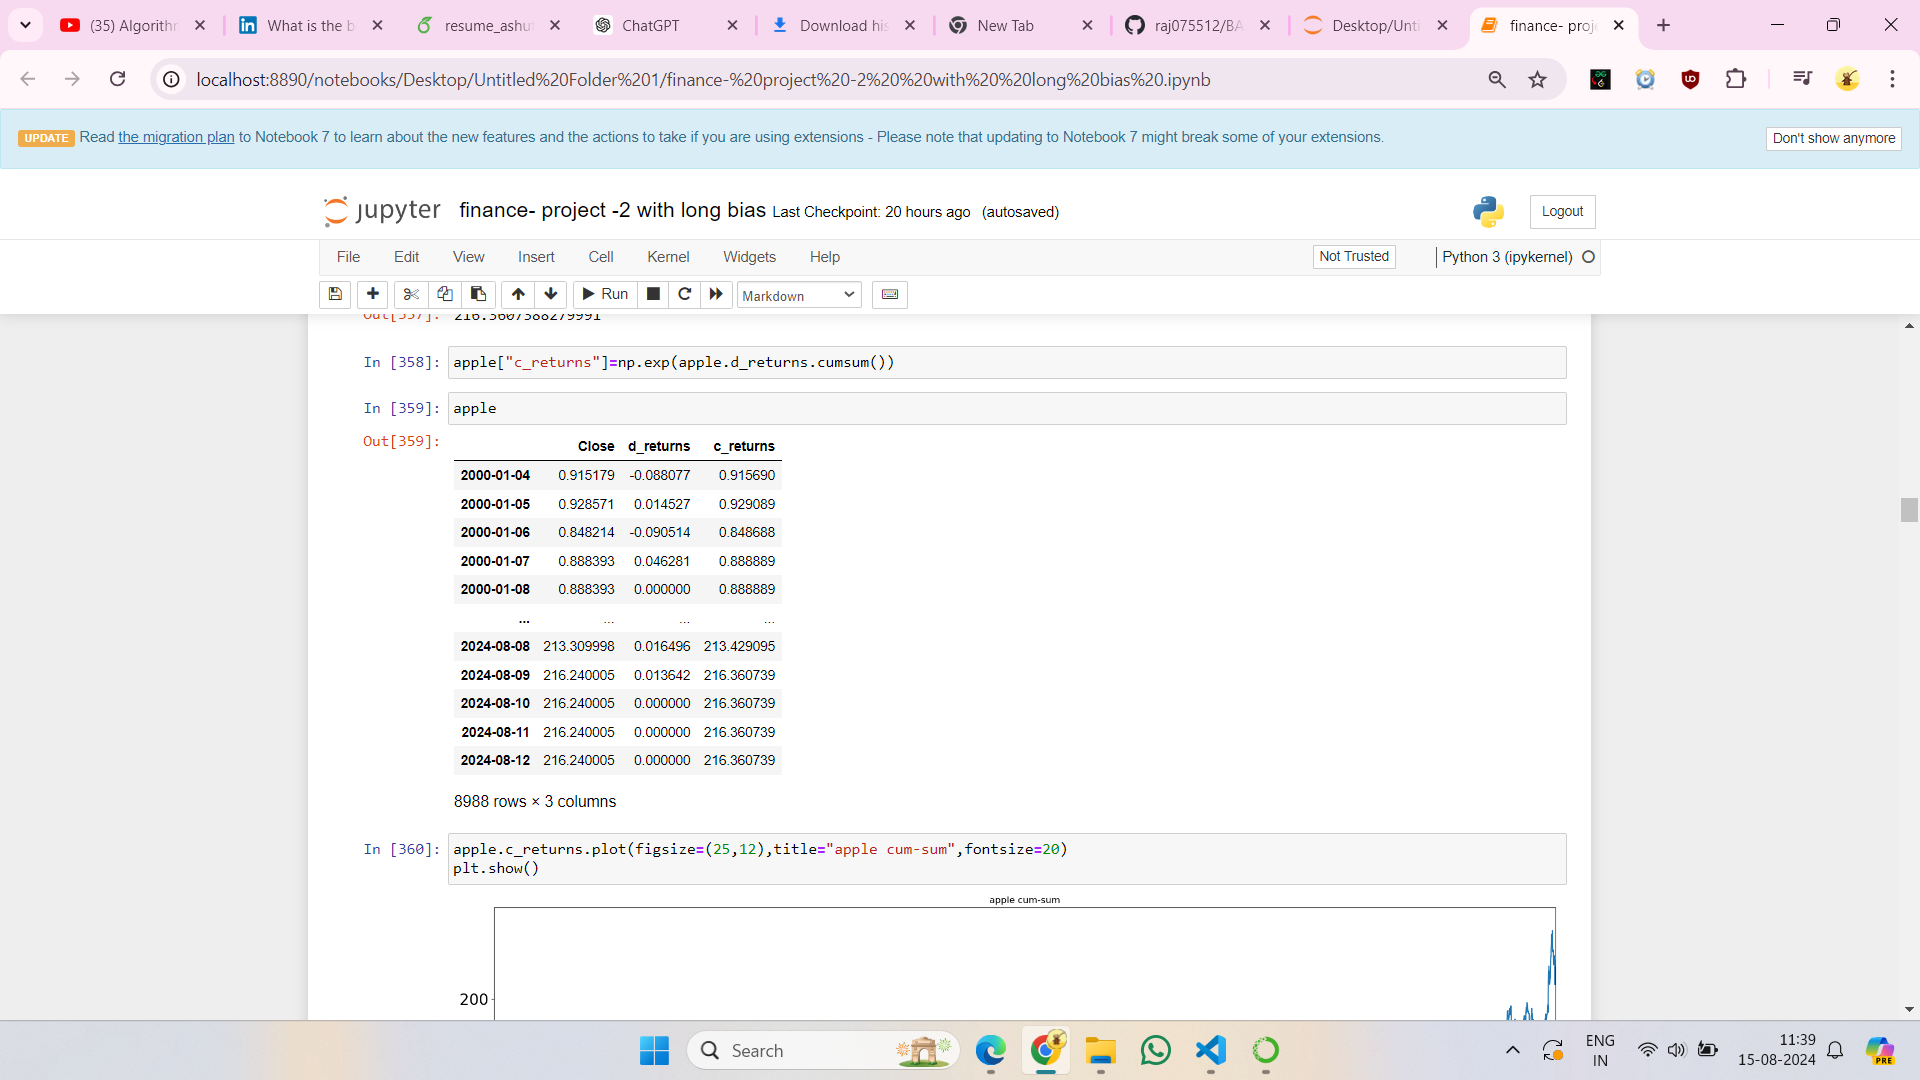 (35) Algorithm
What is the b
resume_ashu
ChatGPT
Download his
New Tab
raj075512/BA
Desktop/Unti
finance- proj
localhost:8890/notebooks/Desktop/Untitled%20Folder%201/finance-%20project%20-2%20%20with%20%20long%20bias%20.ipynb
UPDATE Read the migration plan to Notebook 7 to learn about the new features and the actions to take if you are using extensions - Please note that updating to Notebook 7 might break some of your extensions.
Don't show anymore
jupyter finance- project -2 with long bias Last Checkpoint: 20 hours ago (autosaved)
Logout
File Edit View Insert Cell Kernel Widgets Help
Not Trusted
Python 3 (ipykernel)
Run
Markdown
Out[357]: 216.3607388279991
In [358]: apple["c_returns"]=np.exp(apple.d_returns.cumsum())
In [359]: apple
Out[359]:
Close d_returns c_returns
2000-01-04 0.915179 -0.088077 0.915690
2000-01-05 0.928571 0.014527 0.929089
2000-01-06 0.848214 -0.090514 0.848688
2000-01-07 0.888393 0.046281 0.888889
2000-01-08 0.888393 0.000000 0.888889
... ... ... ...
2024-08-08 213.309998 0.016496 213.429095
2024-08-09 216.240005 0.013642 216.360739
2024-08-10 216.240005 0.000000 216.360739
2024-08-11 216.240005 0.000000 216.360739
2024-08-12 216.240005 0.000000 216.360739
8988 rows × 3 columns
In [360]: apple.c_returns.plot(figsize=(25,12),title="apple cum-sum",fontsize=20)
plt.show()
apple cum-sum
200
Search
ENG
IN
11:39
15-08-2024
PRE